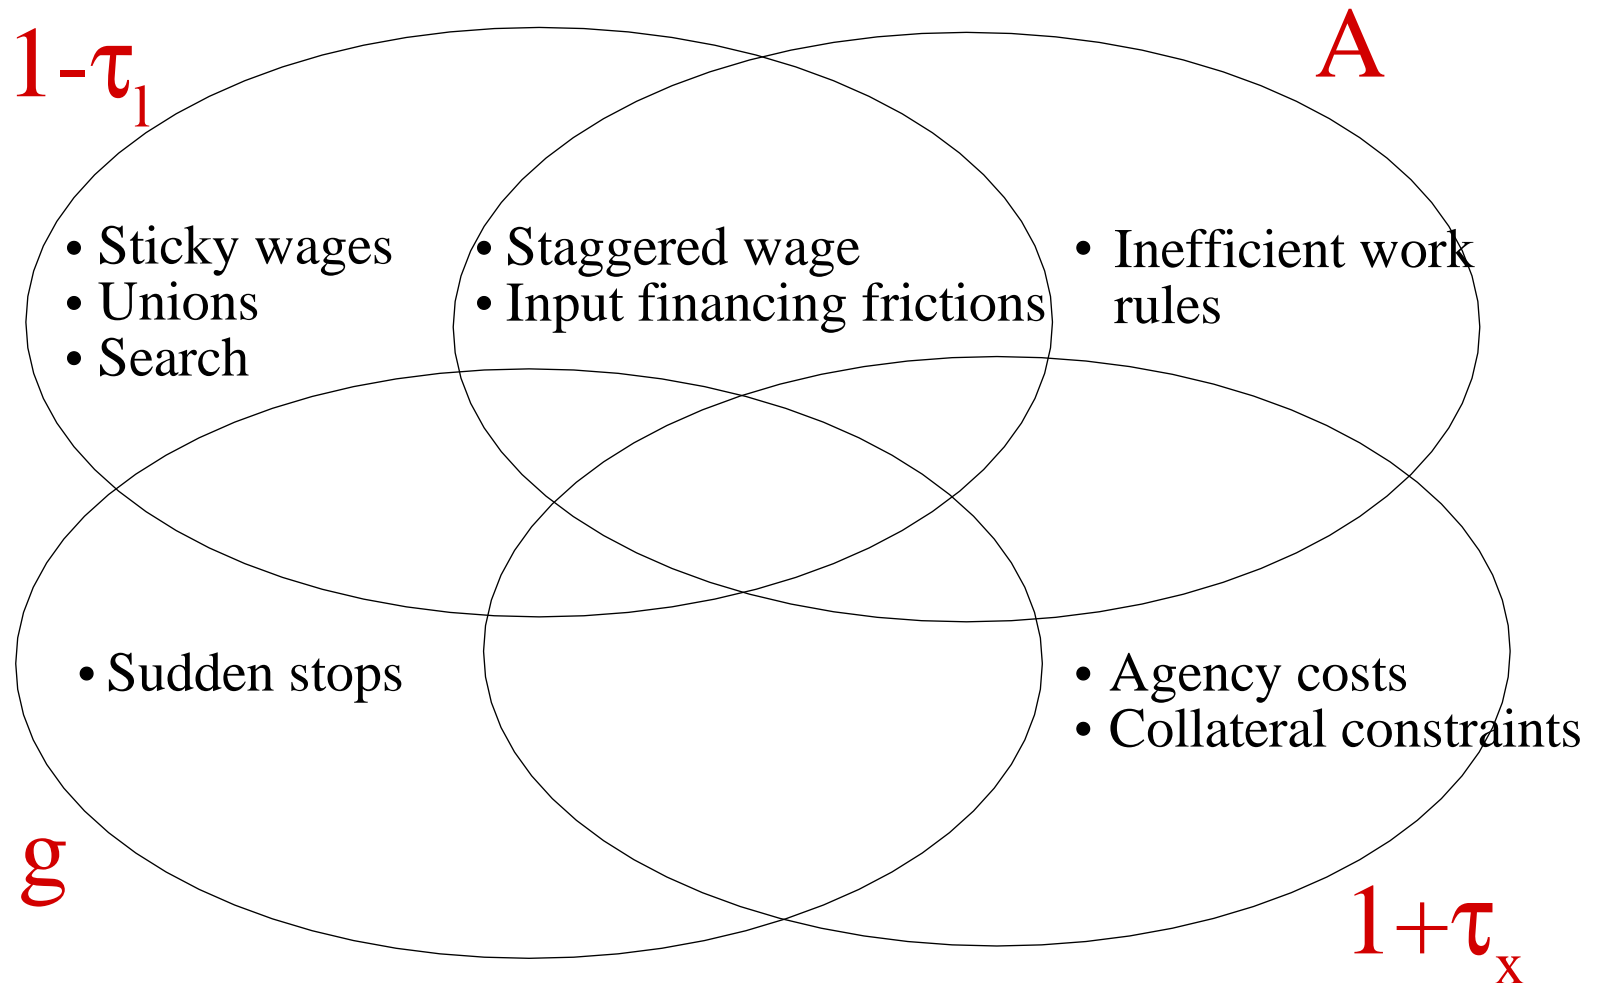 1-τl
A
• Sticky wages
• Unions
• Search
• Staggered wage
• Input financing frictions
• Inefficient work
rules
• Sudden stops
• Agency costs
• Collateral constraints
g
1+τx